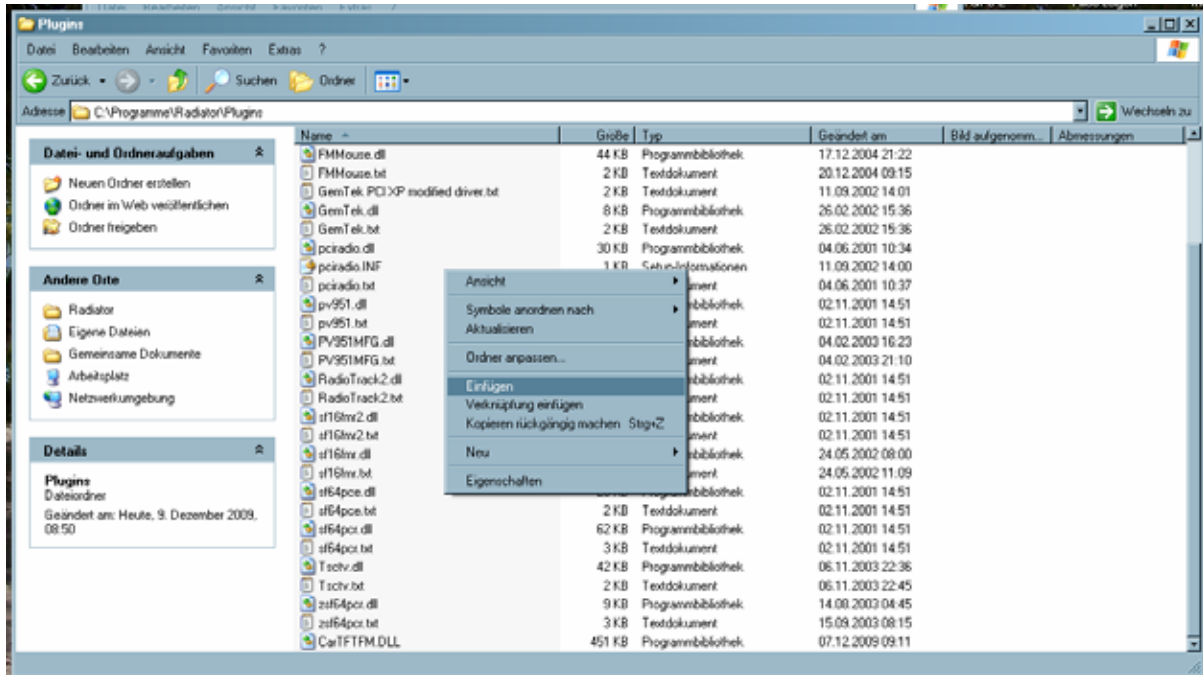 Plugins
Datei Bearbeiten Ansicht Favoriten Extras ?
Zurück Suchen Ordner
Adresse C:\Programme\Radiator\Plugins Wechseln zu
Datei- und Ordneraufgaben
Neuen Ordner erstellen
Ordner im Web veröffentlichen
Ordner freigeben
Andere Orte
Radiator
Eigene Dateien
Gemeinsame Dokumente
Arbeitsplatz
Netzwerkumgebung
Details
Plugins
Dateiordner
Geändert am: Heute, 9. Dezember 2009,
08:50
Name Größe Typ Geändert am Bild aufgenomm... Abmessungen
FMMouse.dll 44 KB Programmbibliothek 17.12.2004 21:22
FMMouse.txt 2 KB Textdokument 20.12.2004 09:15
GemTek PCI XP modified driver.txt 2 KB Textdokument 11.09.2002 14:01
GemTek.dll 8 KB Programmbibliothek 26.02.2002 15:36
GemTek.txt 2 KB Textdokument 26.02.2002 15:36
pciradio.dll 30 KB Programmbibliothek 04.06.2001 10:34
pciradio.INF 1 KB Setup-Informationen 11.09.2002 14:00
pciradio.txt 04.06.2001 10:37
pv951.dll 02.11.2001 14:51
pv951.txt 02.11.2001 14:51
PV951MFG.dll 04.02.2003 16:23
PV951MFG.txt 04.02.2003 21:10
RadioTrack2.dll 02.11.2001 14:51
RadioTrack2.txt 02.11.2001 14:51
sf16fmr2.dll 02.11.2001 14:51
sf16fmr2.txt 02.11.2001 14:51
sf16fmr.dll 24.05.2002 08:00
sf16fmr.txt 24.05.2002 11:09
sf64pce.dll 02.11.2001 14:51
sf64pce.txt 2 KB Textdokument 02.11.2001 14:51
sf64pcr.dll 62 KB Programmbibliothek 02.11.2001 14:51
sf64pcr.txt 3 KB Textdokument 02.11.2001 14:51
Tsctv.dll 42 KB Programmbibliothek 06.11.2003 22:36
Tsctv.txt 2 KB Textdokument 06.11.2003 22:45
zsf64pcr.dll 9 KB Programmbibliothek 14.08.2003 04:45
zsf64pcr.txt 3 KB Textdokument 15.09.2003 08:15
CarTFTFM.DLL 451 KB Programmbibliothek 07.12.2009 09:11
Ansicht
Symbole anordnen nach
Aktualisieren
Ordner anpassen...
Einfügen
Verknüpfung einfügen
Kopieren rückgängig machen Strg+Z
Neu
Eigenschaften